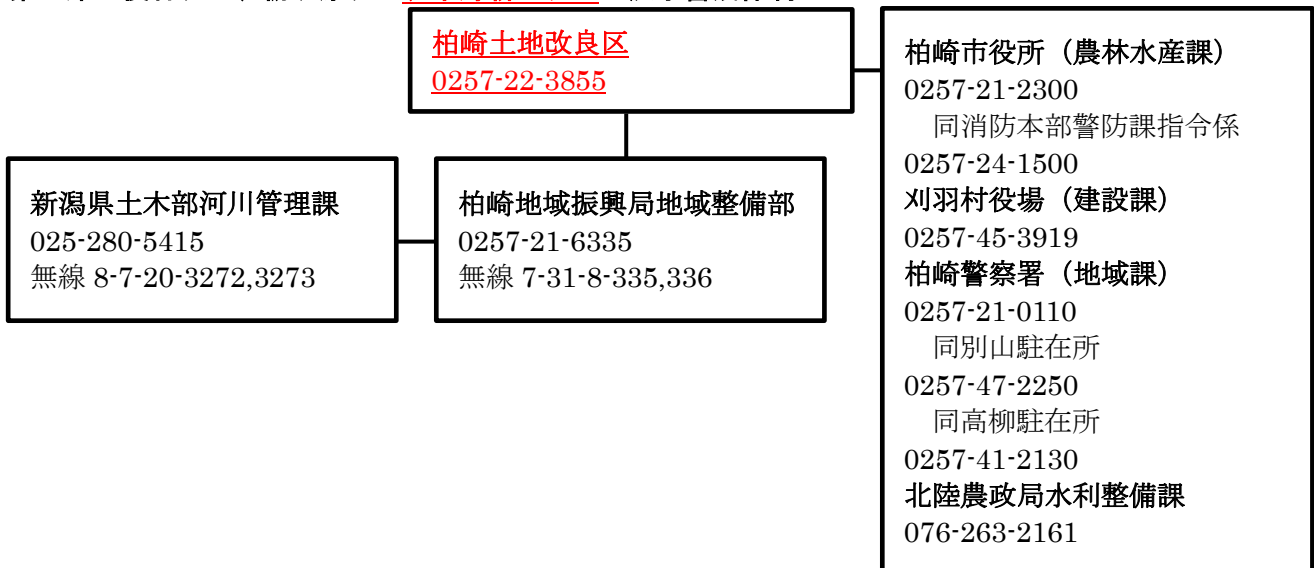 柏崎土地改良区
0257-22-3855
新潟県土木部河川管理課
025-280-5415
無線 8-7-20-3272,3273
柏崎地域振興局地域整備部
0257-21-6335
無線 7-31-8-335,336
柏崎市役所（農林水産課）
0257-21-2300
同消防本部警防課指令係
0257-24-1500
刈羽村役場（建設課）
0257-45-3919
柏崎警察署（地域課）
0257-21-0110
同別山駐在所
0257-47-2250
同高柳駐在所
0257-41-2130
北陸農政局水利整備課
076-263-2161